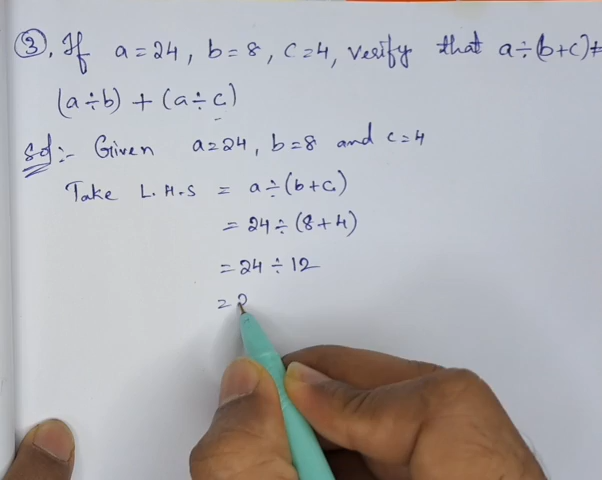 ③. If a = 24, b = 8, c = 4, verify that a ÷ (b + c) ≠
(a ÷ b) + (a ÷ c)
Sol :- Given a = 24, b = 8 and c = 4
Take L.H.S = a ÷ (b + c)
= 24 ÷ (8 + 4)
= 24 ÷ 12
= 2